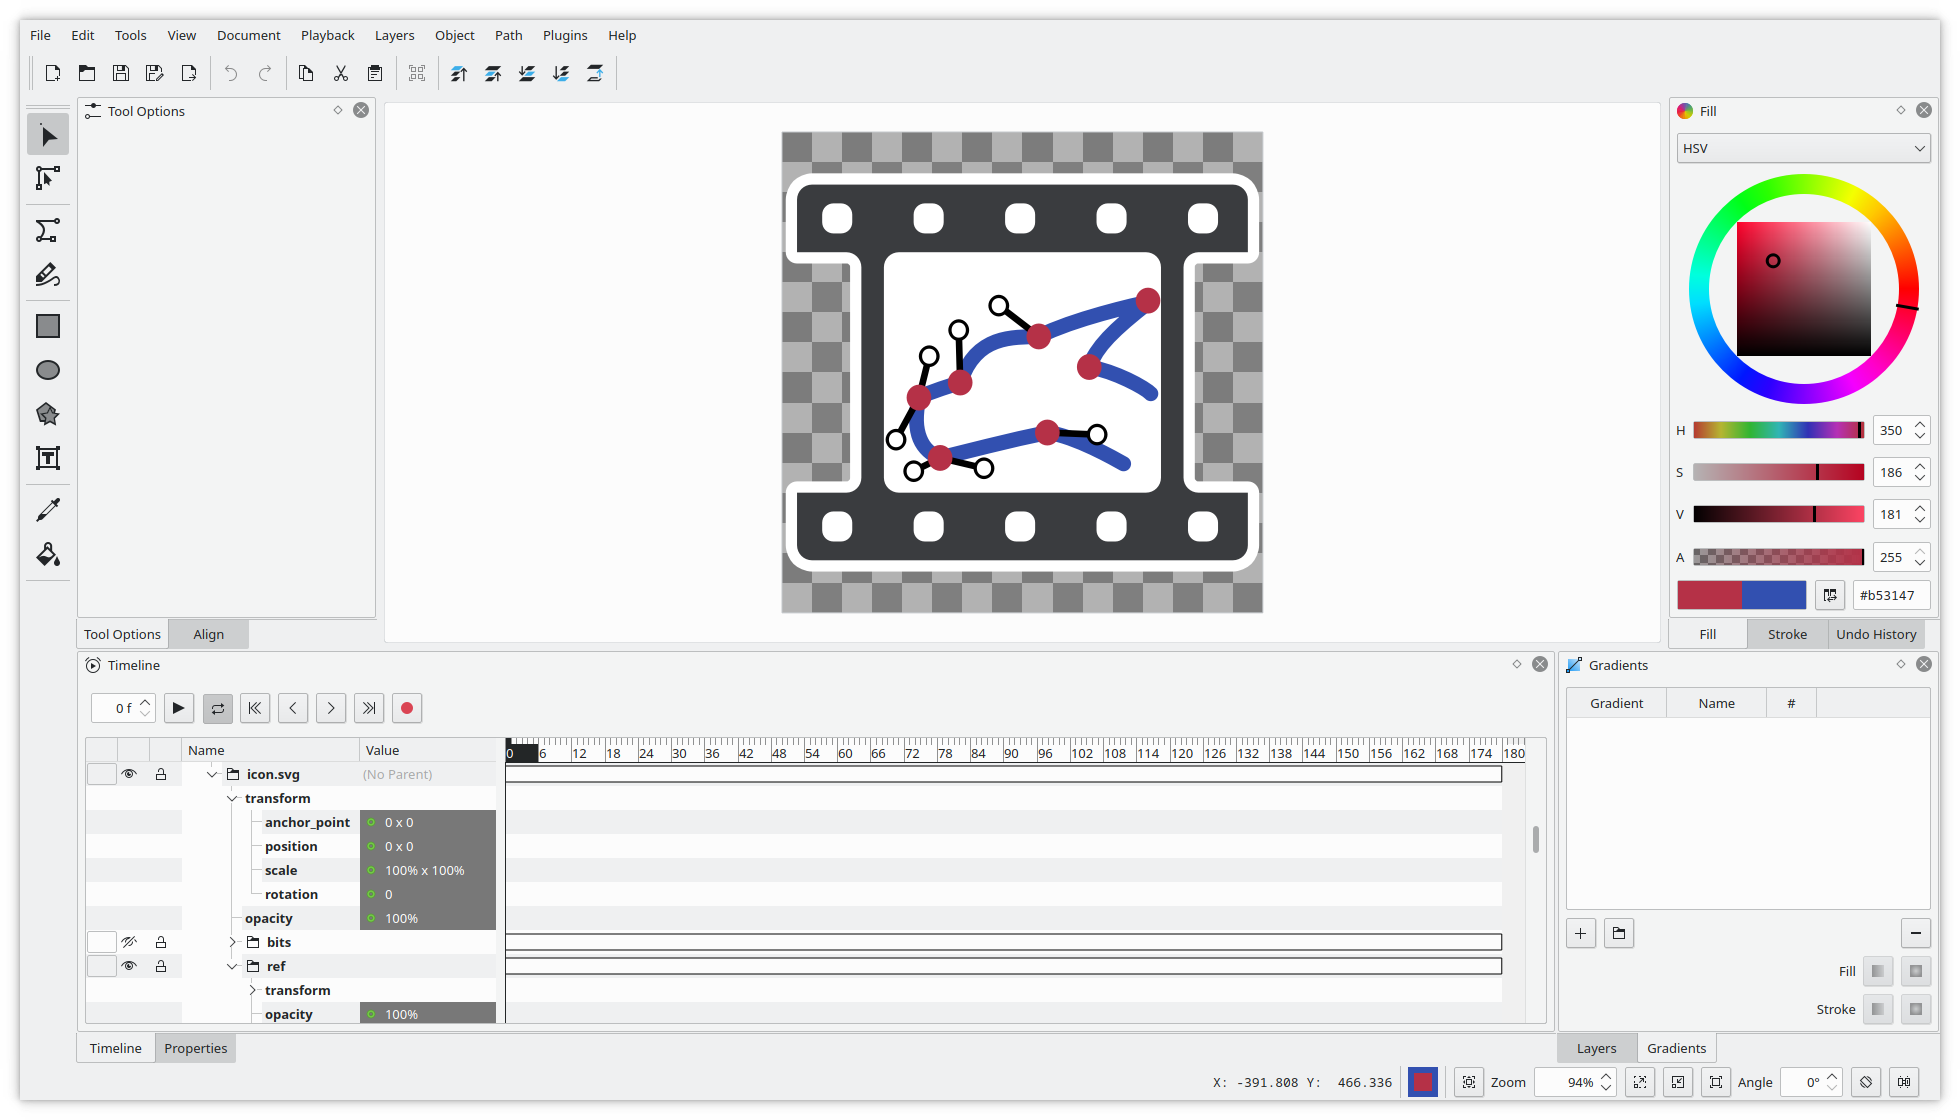 File Edit Tools View Document Playback Layers Object Path Plugins Help
Tool Options
Tool Options Align
Fill
HSV
H 350
S 186
V 181
A 255
#b53147
Fill Stroke Undo History
Timeline
0 f
Name Value
0 6 12 18 24 30 36 42 48 54 60 66 72 78 84 90 96 102 108 114 120 126 132 138 144 150 156 162 168 174 180
icon.svg (No Parent)
transform
anchor_point 0 x 0
position 0 x 0
scale 100% x 100%
rotation 0
opacity 100%
bits
ref
transform
opacity 100%
Timeline Properties
Gradients
Gradient Name #
Fill
Stroke
Layers Gradients
X: -391.808 Y: 466.336 Zoom 94% Angle 0°